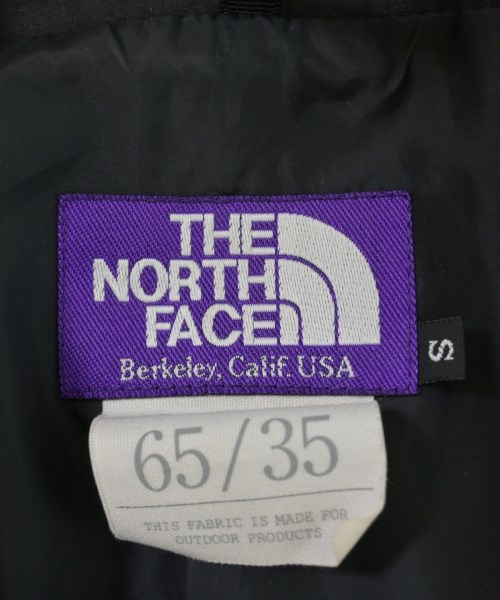 THE
NORTH
FACE
Berkeley, Calif. USA
S
65/35
THIS FABRIC IS MADE FOR
OUTDOOR PRODUCTS